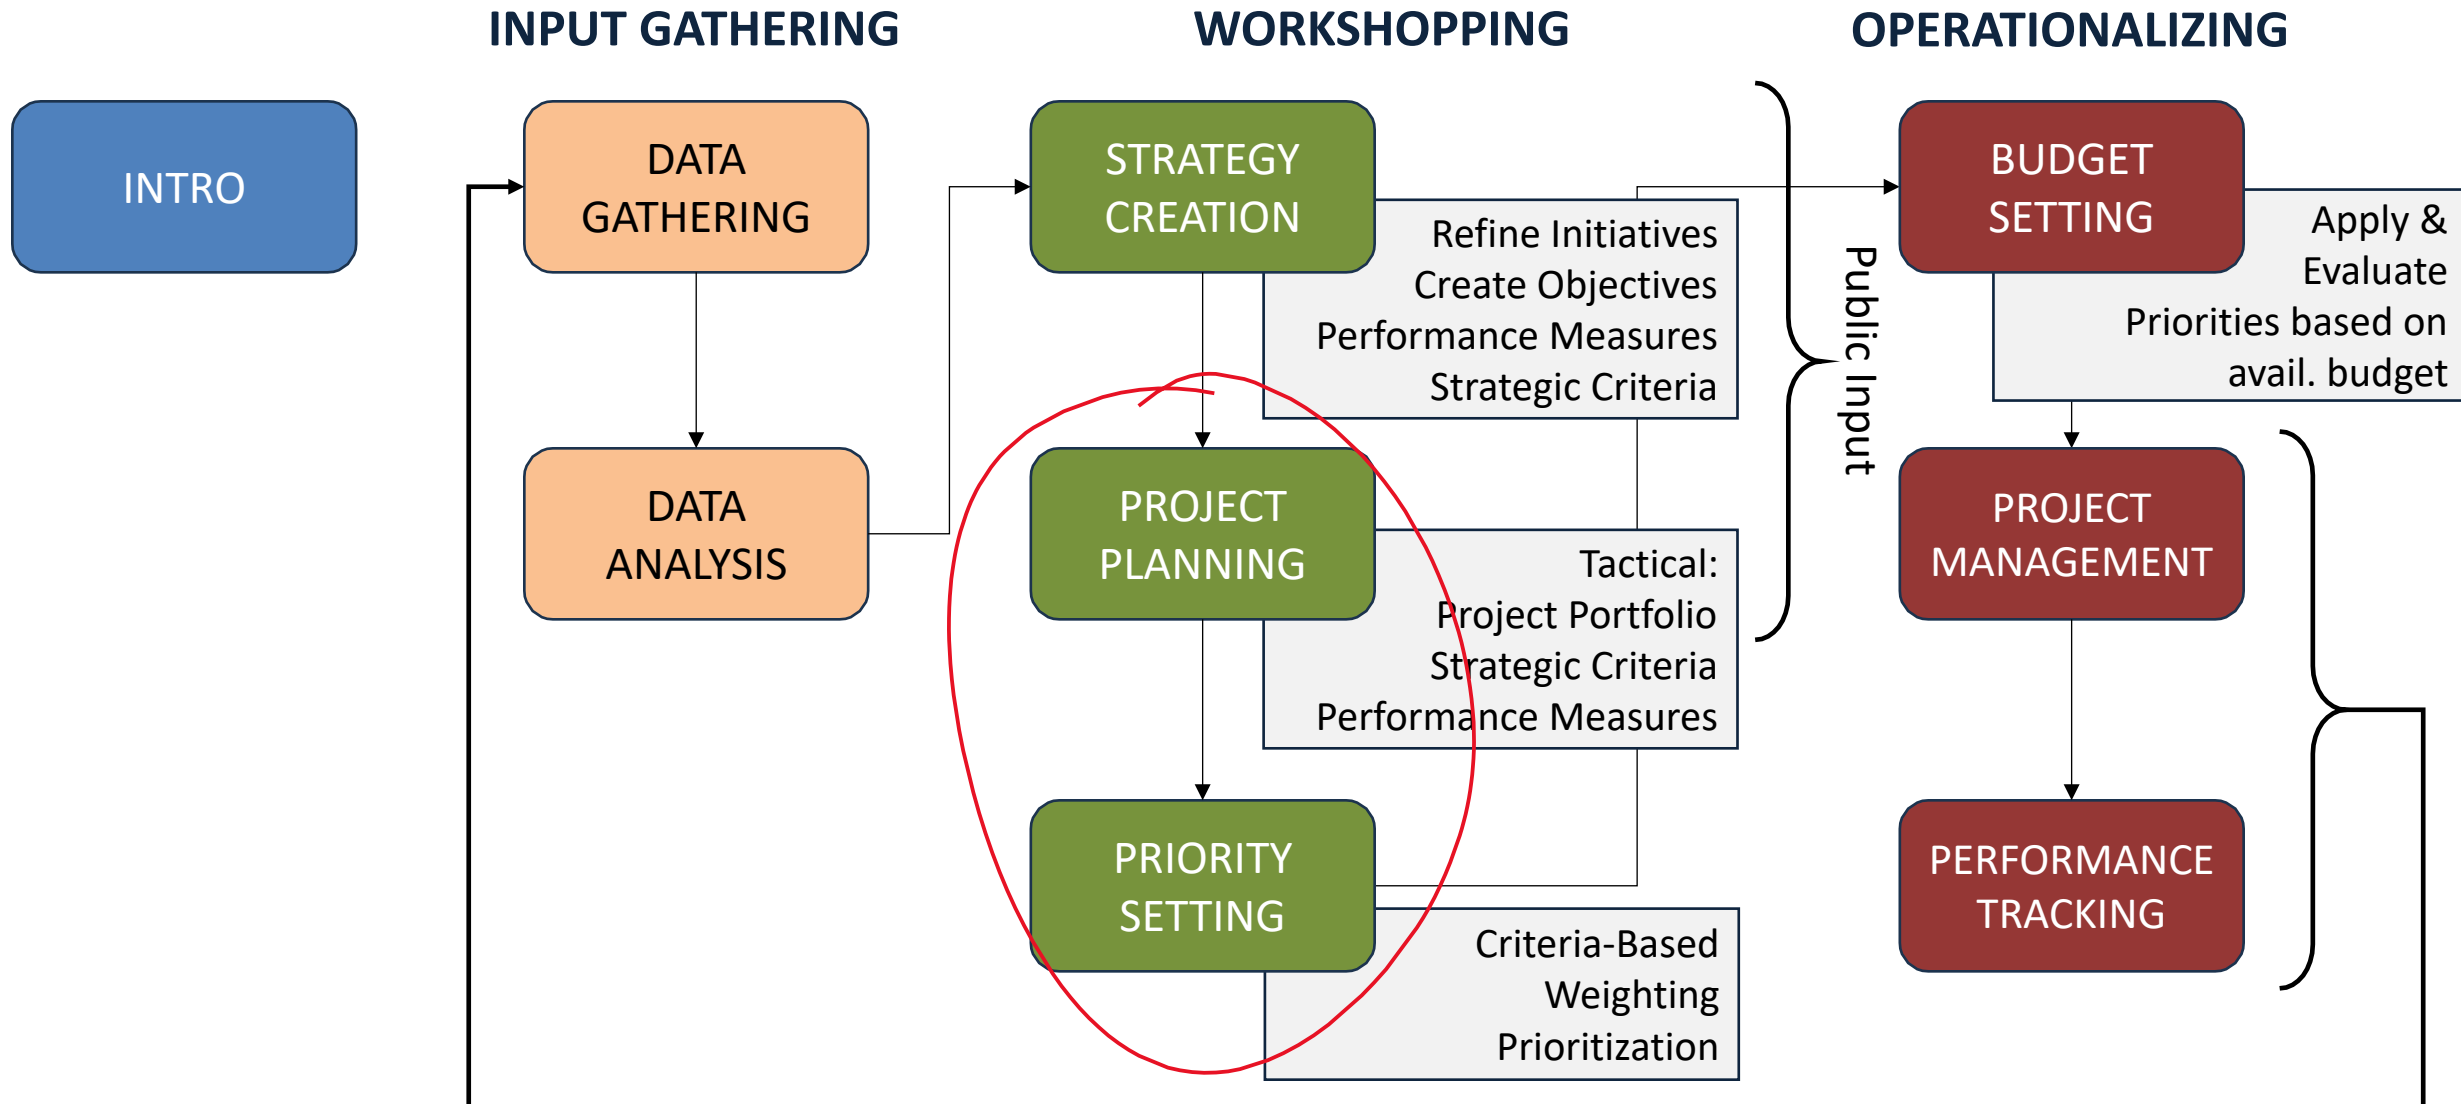 INPUT GATHERING
WORKSHOPPING
OPERATIONALIZING
INTRO
DATA
GATHERING
DATA
ANALYSIS
STRATEGY
CREATION
Refine Initiatives
Create Objectives
Performance Measures
Strategic Criteria
PROJECT
PLANNING
Tactical:
Project Portfolio
Strategic Criteria
Performance Measures
PRIORITY
SETTING
Criteria-Based
Weighting
Prioritization
Public Input
BUDGET
SETTING
Apply &
Evaluate
Priorities based on
avail. budget
PROJECT
MANAGEMENT
PERFORMANCE
TRACKING